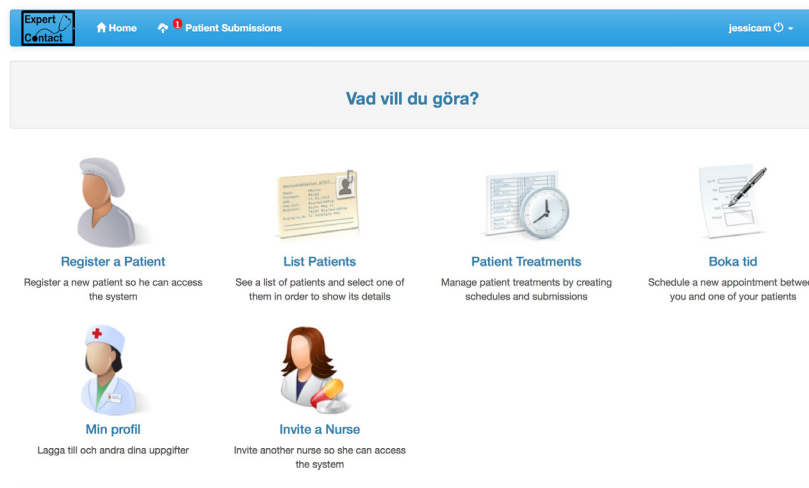 Expert
Contact
Home
1
Patient Submissions
jessicam
Vad vill du göra?
Register a Patient
Register a new patient so he can access
the system
List Patients
See a list of patients and select one of
them in order to show its details
Patient Treatments
Manage patient treatments by creating
schedules and submissions
Boka tid
Schedule a new appointment betwee
you and one of your patients
Min profil
Lagga till och andra dina uppgifter
Invite a Nurse
Invite another nurse so she can access
the system